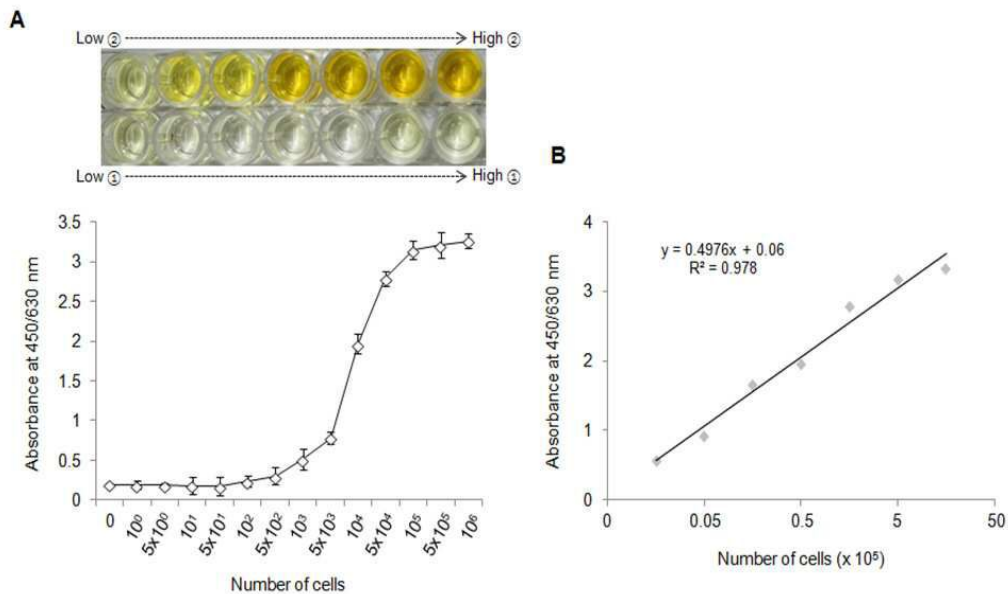 A
Low ② High ②
Low ① High ①
B
3.5
3
2.5
2
1.5
1
0.5
0
Absorbance at 450/630 nm
0 10⁰ 5x10⁰ 10¹ 5x10¹ 10² 5x10² 10³ 5x10³ 10⁴ 5x10⁴ 10⁵ 5x10⁵ 10⁶
Number of cells
4
3
2
1
0
Absorbance at 450/630 nm
y = 0.4976x + 0.06
R² = 0.978
0 0.05 0.5 5 50
Number of cells (x 10⁵)